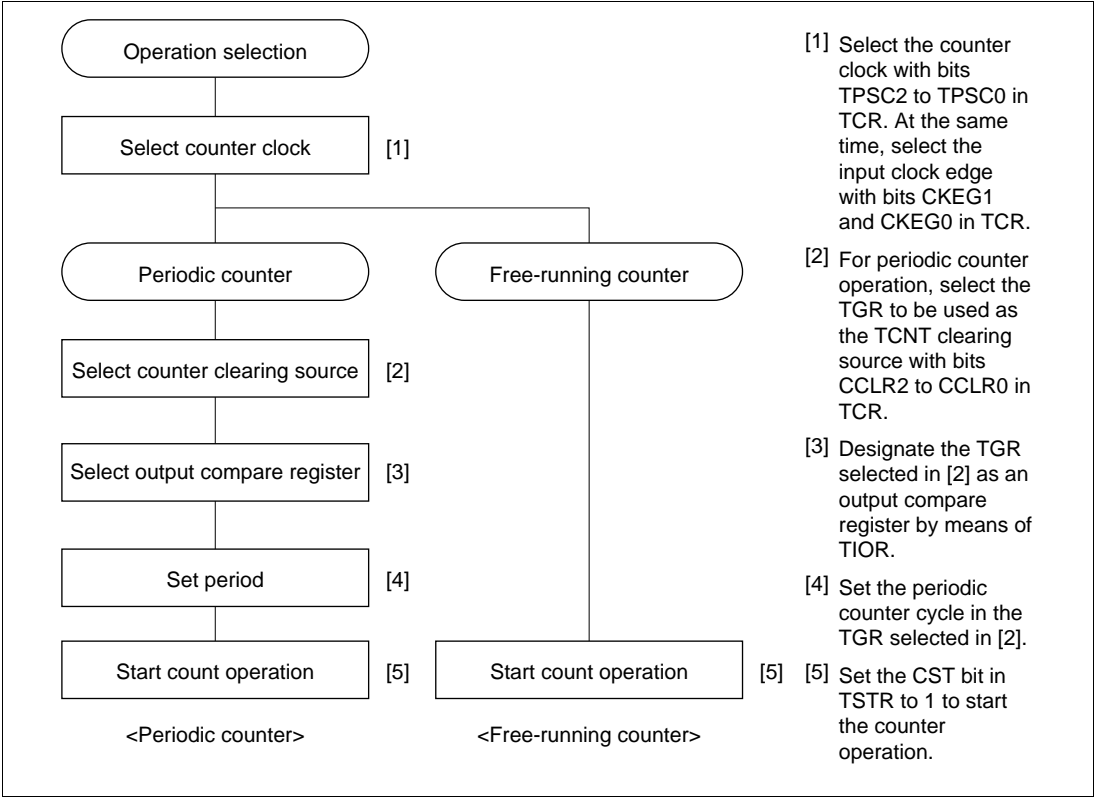 Operation selection
Select counter clock
[1]
Periodic counter
Free-running counter
Select counter clearing source
[2]
Select output compare register
[3]
Set period
[4]
Start count operation
[5]
Start count operation
[5]
<Periodic counter>
<Free-running counter>
[1] Select the counter
clock with bits
TPSC2 to TPSC0 in
TCR. At the same
time, select the
input clock edge
with bits CKEG1
and CKEG0 in TCR.
[2] For periodic counter
operation, select the
TGR to be used as
the TCNT clearing
source with bits
CCLR2 to CCLR0 in
TCR.
[3] Designate the TGR
selected in [2] as an
output compare
register by means of
TIOR.
[4] Set the periodic
counter cycle in the
TGR selected in [2].
[5] Set the CST bit in
TSTR to 1 to start
the counter
operation.